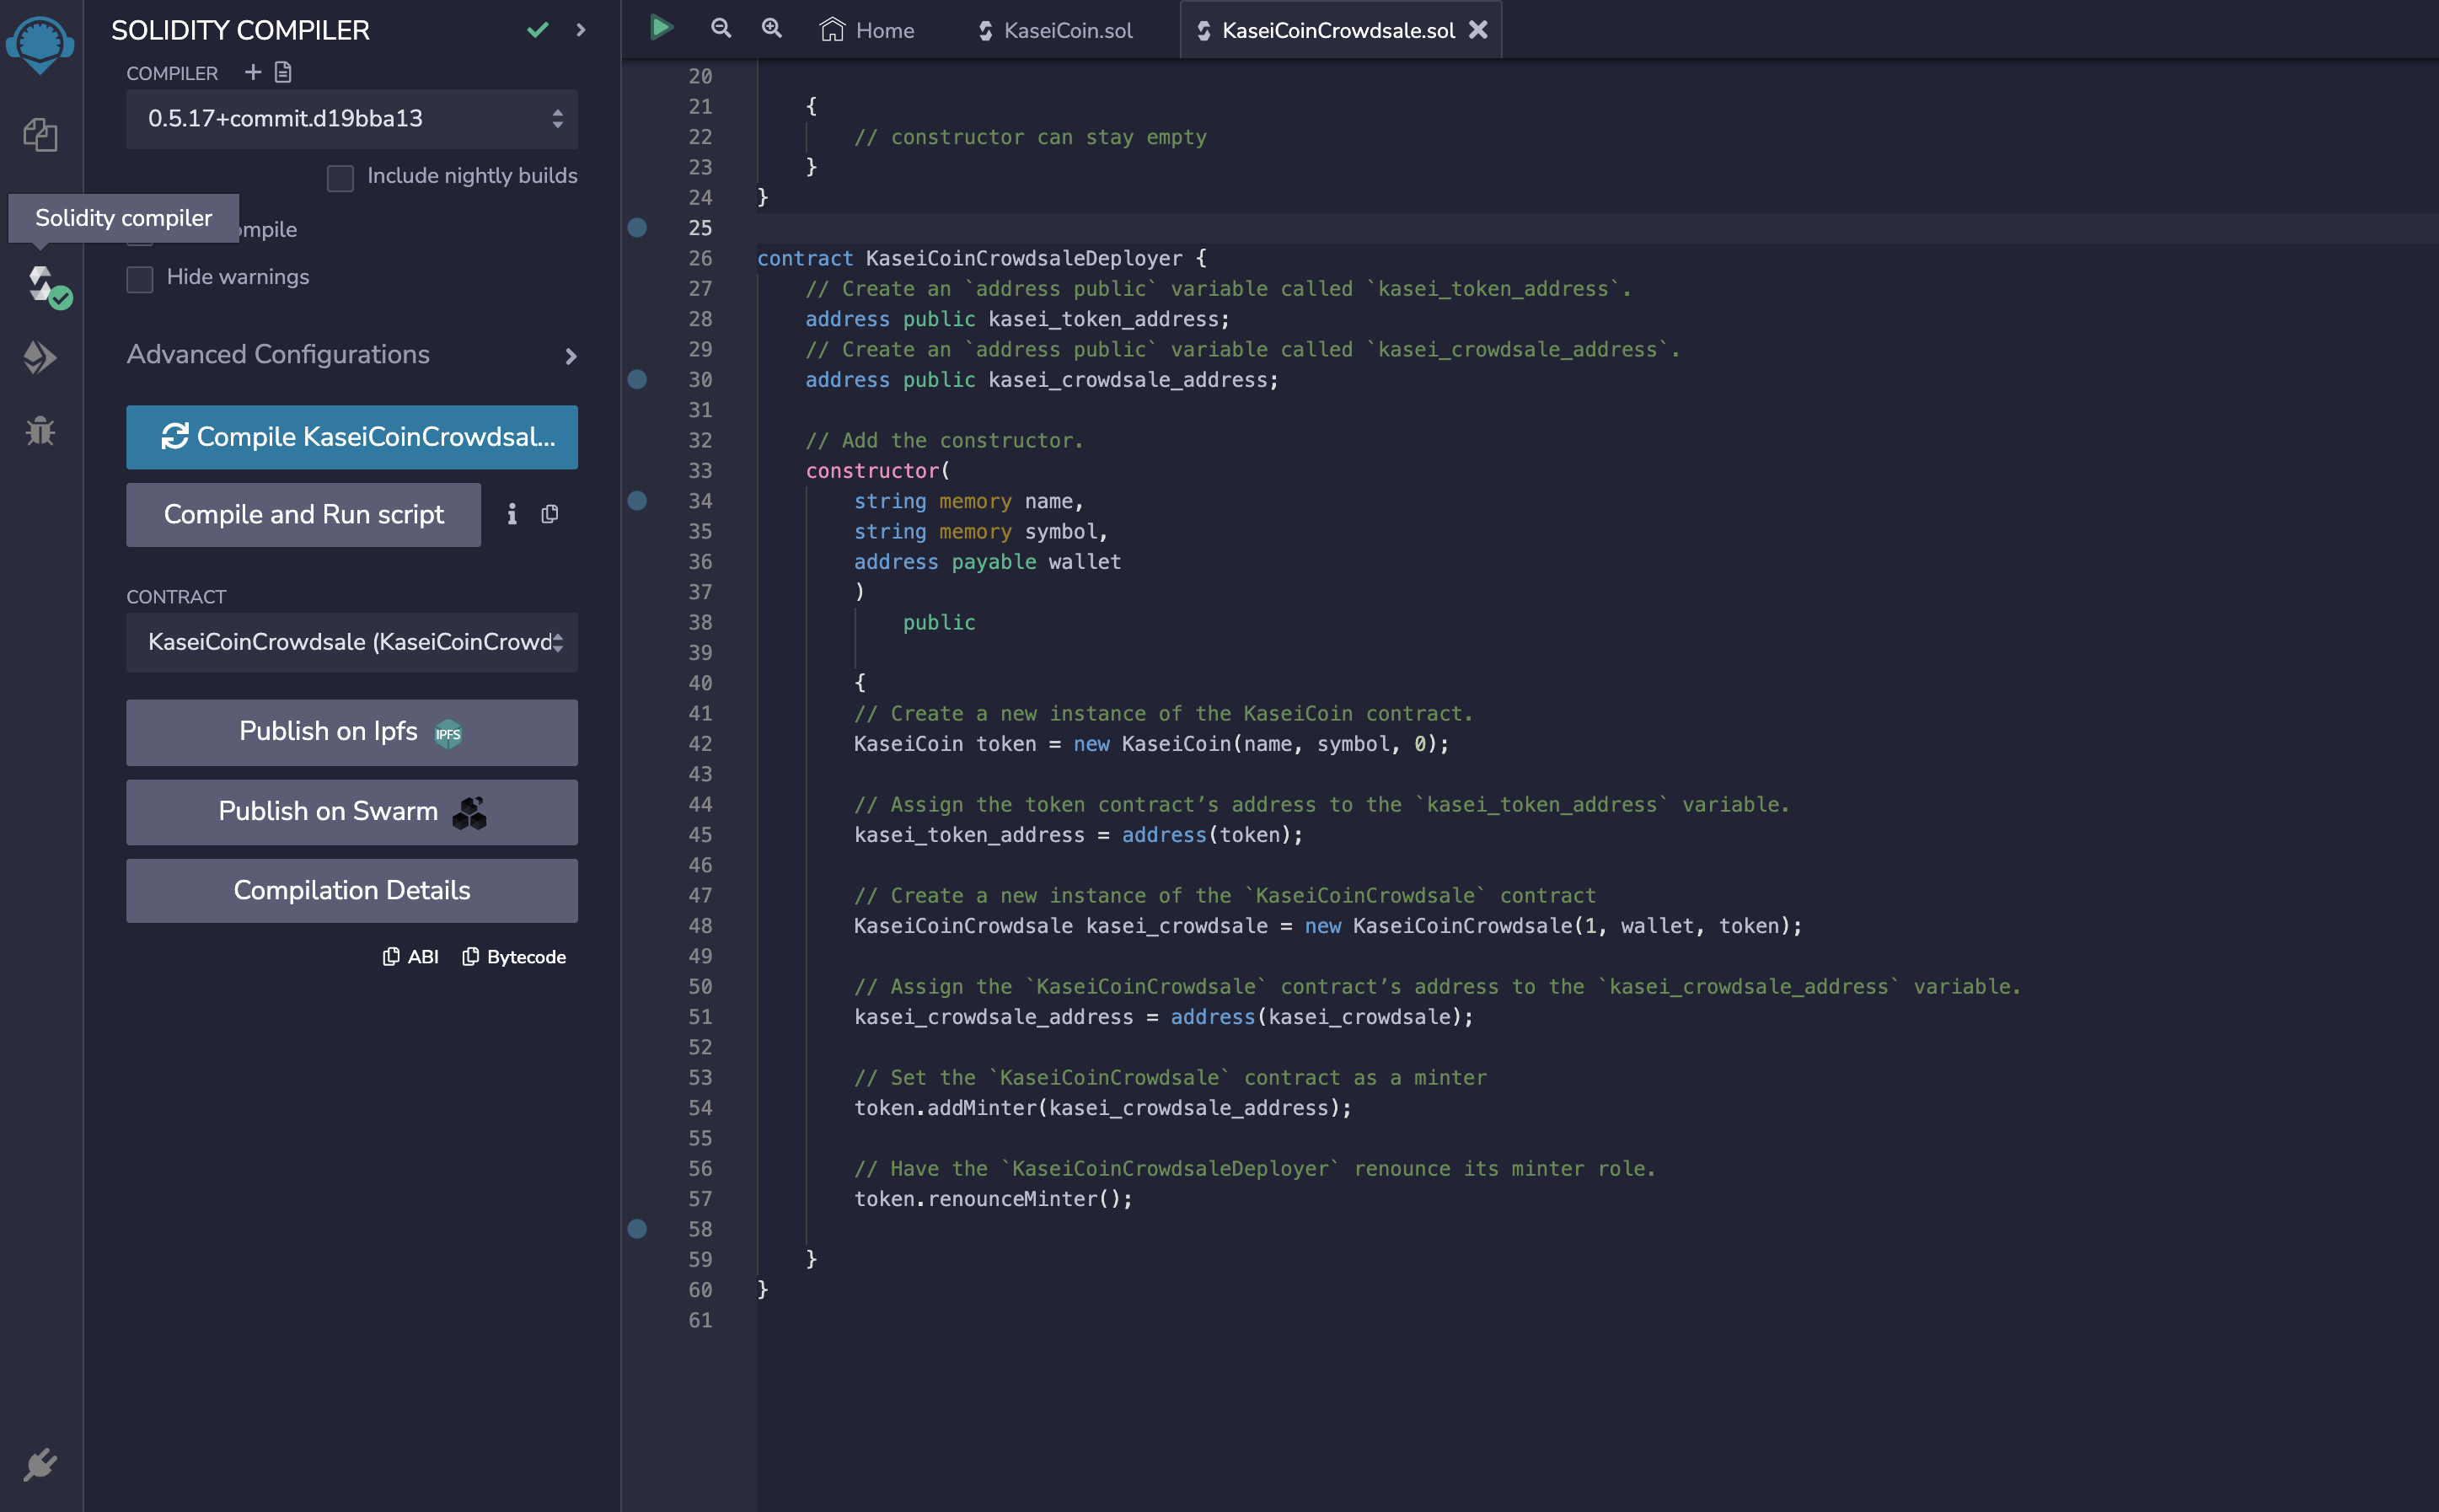 SOLIDITY COMPILER
COMPILER
0.5.17+commit.d19bba13
Include nightly builds
Solidity compiler
ompile
Hide warnings
Advanced Configurations
Compile KaseiCoinCrowdsal...
Compile and Run script
CONTRACT
KaseiCoinCrowdsale (KaseiCoinCrowd
Publish on Ipfs
IPFS
Publish on Swarm
Compilation Details
ABI Bytecode
Home KaseiCoin.sol KaseiCoinCrowdsale.sol
20
21 {
22 // constructor can stay empty
23 }
24 }
25
26 contract KaseiCoinCrowdsaleDeployer {
27 // Create an `address public` variable called `kasei_token_address`.
28 address public kasei_token_address;
29 // Create an `address public` variable called `kasei_crowdsale_address`.
30 address public kasei_crowdsale_address;
31
32 // Add the constructor.
33 constructor(
34 string memory name,
35 string memory symbol,
36 address payable wallet
37 )
38 public
39
40 {
41 // Create a new instance of the KaseiCoin contract.
42 KaseiCoin token = new KaseiCoin(name, symbol, 0);
43
44 // Assign the token contract’s address to the `kasei_token_address` variable.
45 kasei_token_address = address(token);
46
47 // Create a new instance of the `KaseiCoinCrowdsale` contract
48 KaseiCoinCrowdsale kasei_crowdsale = new KaseiCoinCrowdsale(1, wallet, token);
49
50 // Assign the `KaseiCoinCrowdsale` contract’s address to the `kasei_crowdsale_address` variable.
51 kasei_crowdsale_address = address(kasei_crowdsale);
52
53 // Set the `KaseiCoinCrowdsale` contract as a minter
54 token.addMinter(kasei_crowdsale_address);
55
56 // Have the `KaseiCoinCrowdsaleDeployer` renounce its minter role.
57 token.renounceMinter();
58
59 }
60 }
61